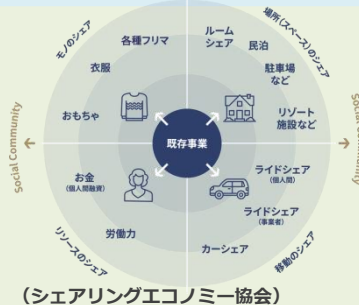 モノのシェア
場所(スペース)のシェア
各種フリマ
ルーム
シェア
民泊
衣服
駐車場
など
おもちゃ
リゾート
施設など
Social Community
既存事業
Social Community
お金
(個人間融資)
ライドシェア
(個人間)
ライドシェア
(事業者)
労働力
カーシェア
リソースのシェア
移動のシェア
(シェアリングエコノミー協会)